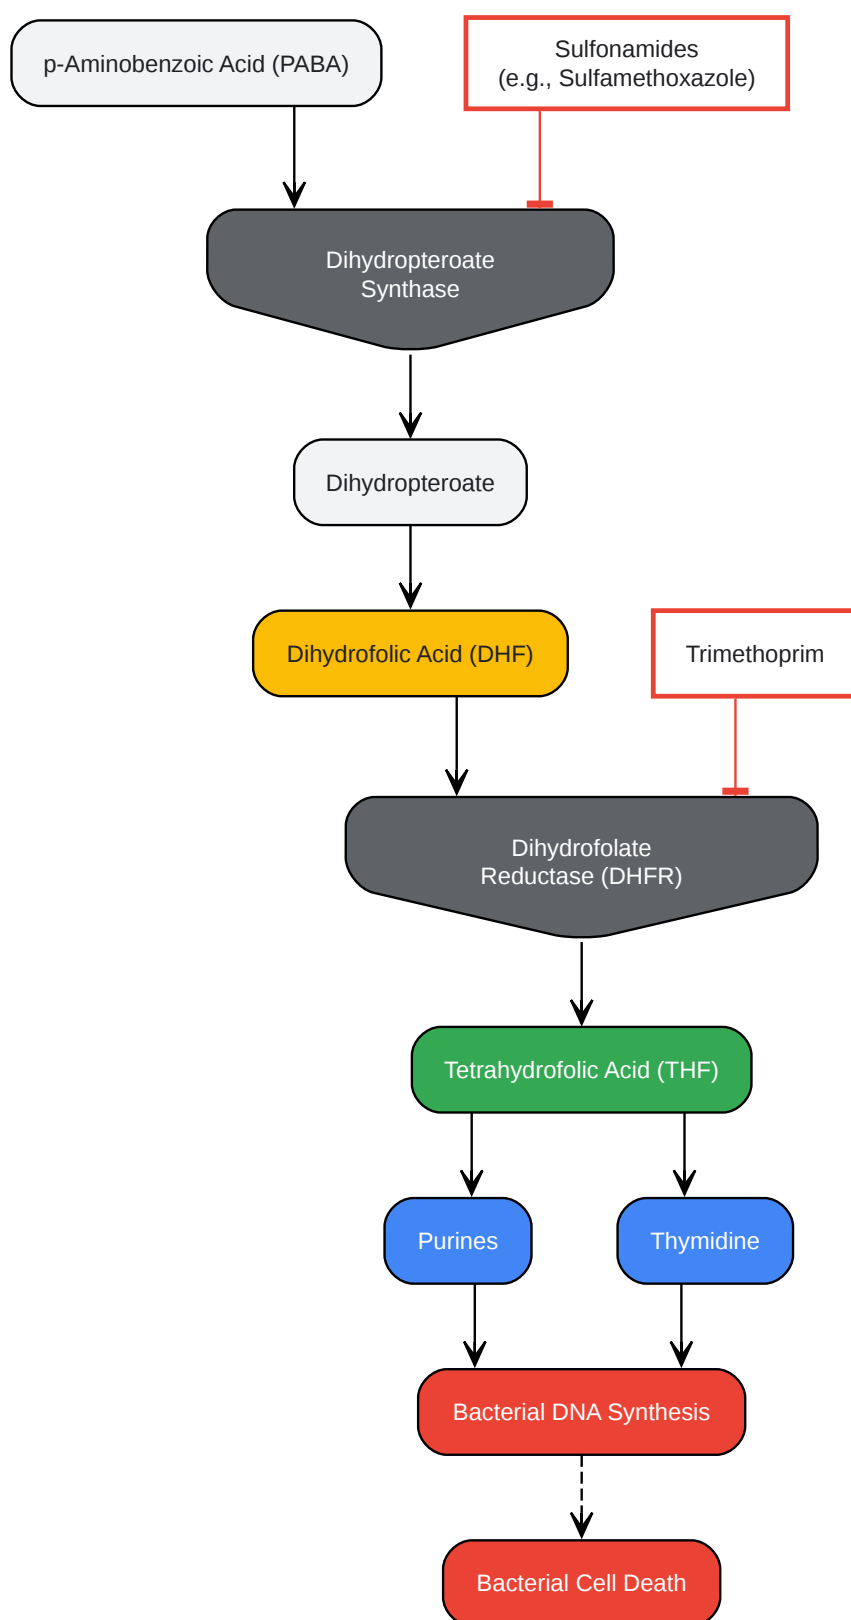 p-Aminobenzoic Acid (PABA)
Sulfonamides
(e.g., Sulfamethoxazole)
Dihydropteroate
Synthase
Dihydropteroate
Dihydrofolic Acid (DHF)
Trimethoprim
Dihydrofolate
Reductase (DHFR)
Tetrahydrofolic Acid (THF)
Purines
Thymidine
Bacterial DNA Synthesis
Bacterial Cell Death